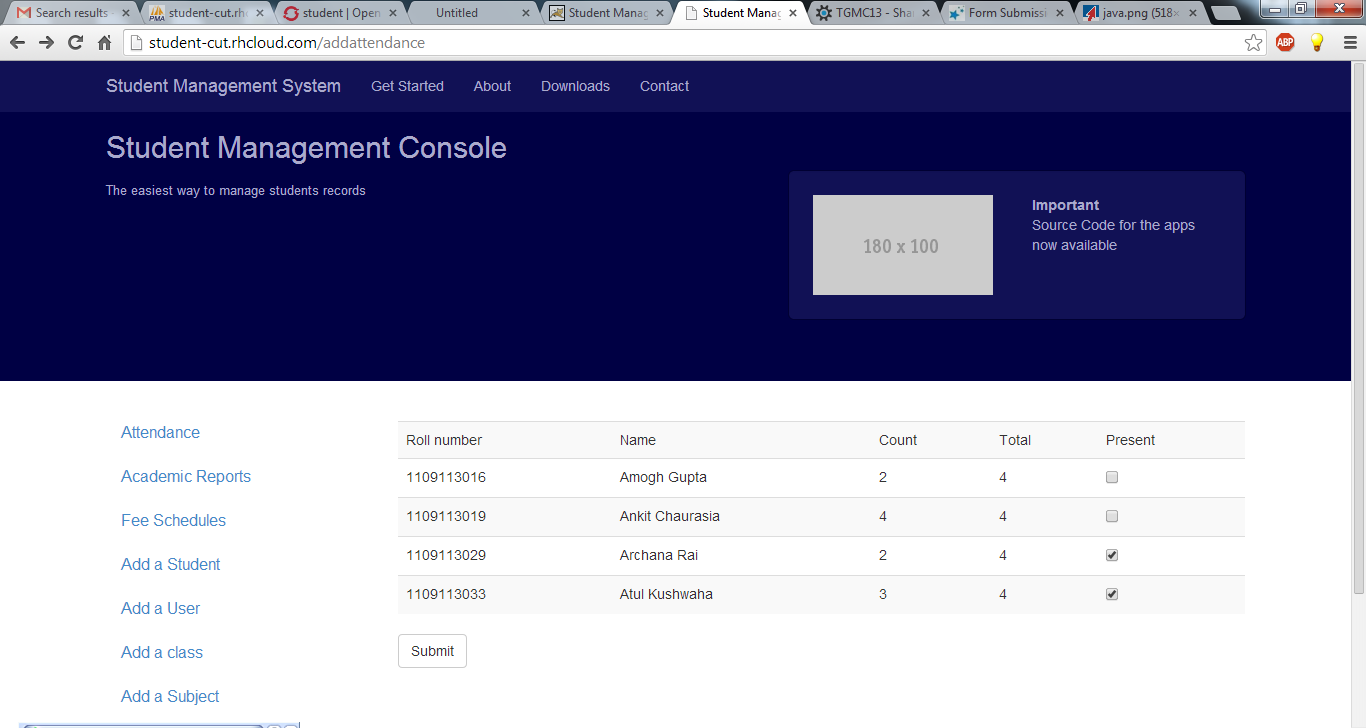 Search results
student-cut.rh
student | Open
Untitled
Student Manag
Student Manag
TGMC13 - Sha
Form Submissi
java.png (518×
student-cut.rhcloud.com/addattendance
ABP
Student Management System Get Started About Downloads Contact
Student Management Console
The easiest way to manage students records
180 x 100
Important
Source Code for the apps
now available
Attendance
Academic Reports
Fee Schedules
Add a Student
Add a User
Add a class
Add a Subject
Roll number Name Count Total Present
1109113016 Amogh Gupta 2 4
1109113019 Ankit Chaurasia 4 4
1109113029 Archana Rai 2 4
1109113033 Atul Kushwaha 3 4
Submit